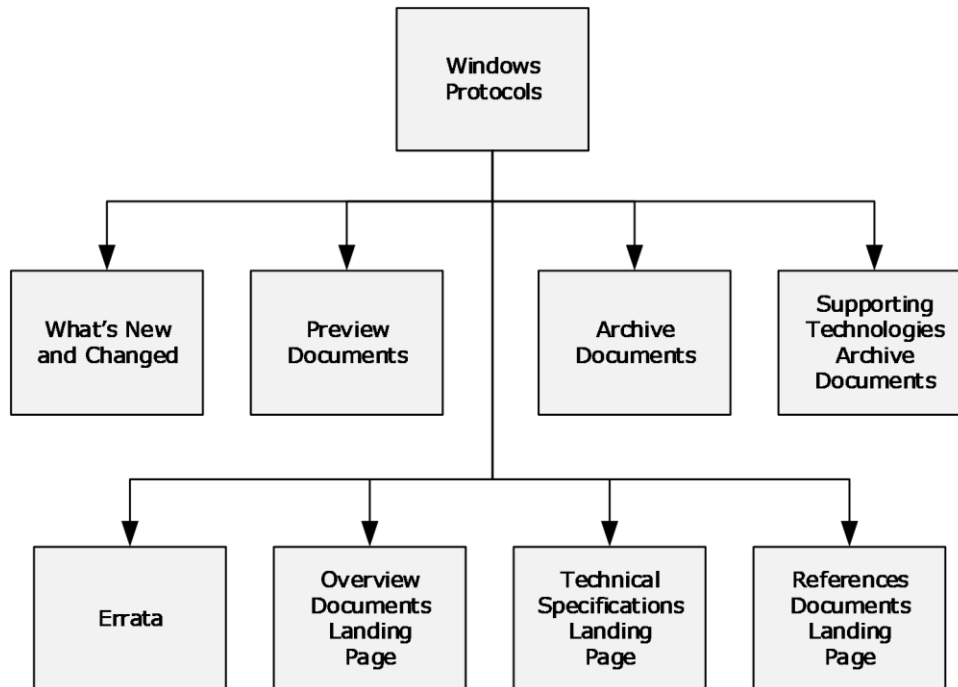 Windows
Protocols
What's New
and Changed
Preview
Documents
Archive
Documents
Supporting
Technologies
Archive
Documents
Errata
Overview
Documents
Landing
Page
Technical
Specifications
Landing
Page
References
Documents
Landing
Page